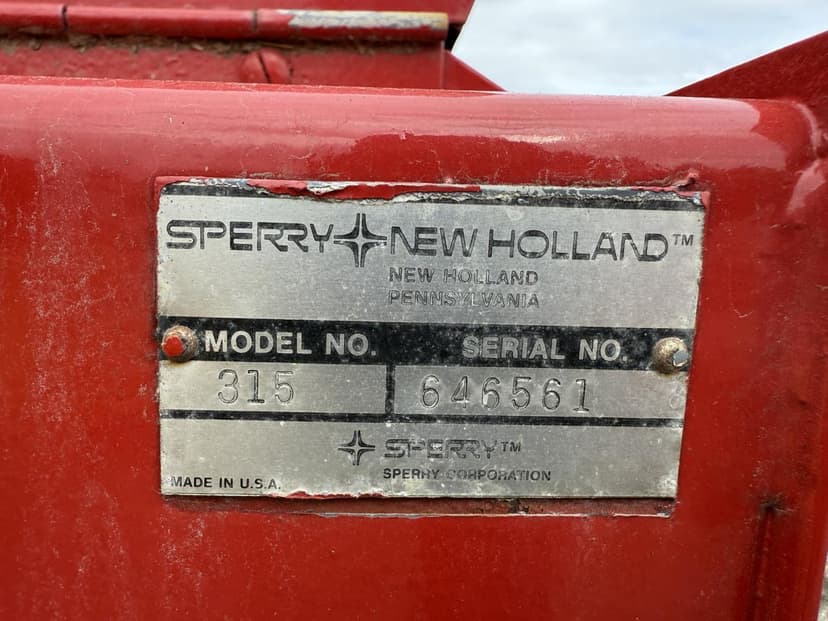 SPERRY NEW HOLLAND™
NEW HOLLAND
PENNSYLVANIA
MODEL NO. SERIAL NO.
315 646561
SPERRY™
SPERRY CORPORATION
MADE IN U.S.A.